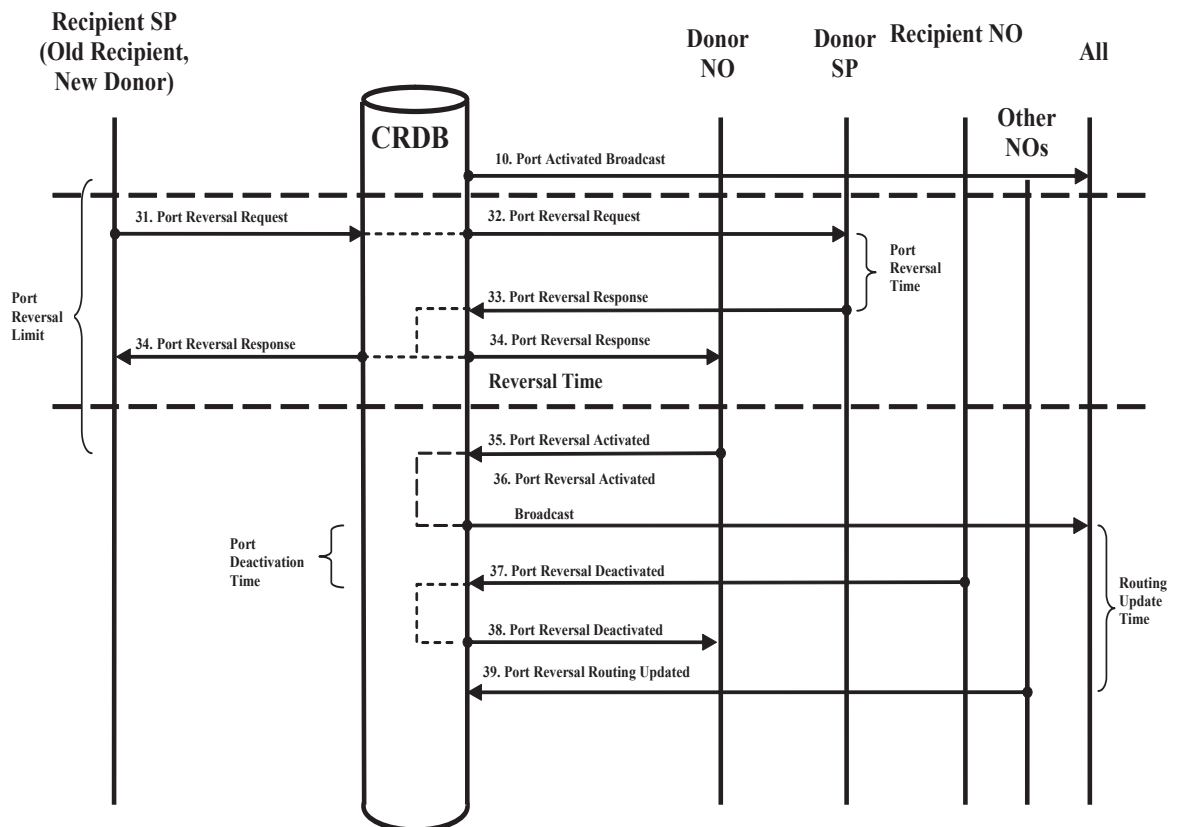 Recipient SP
(Old Recipient,
New Donor)
Donor
NO
Donor
SP
Recipient NO
All
Other
NOs
CRDB
10. Port Activated Broadcast
31. Port Reversal Request
32. Port Reversal Request
Port
Reversal
Time
33. Port Reversal Response
Port
Reversal
Limit
34. Port Reversal Response
34. Port Reversal Response
Reversal Time
35. Port Reversal Activated
36. Port Reversal Activated
Broadcast
Port
Deactivation
Time
37. Port Reversal Deactivated
Routing
Update
Time
38. Port Reversal Deactivated
39. Port Reversal Routing Updated